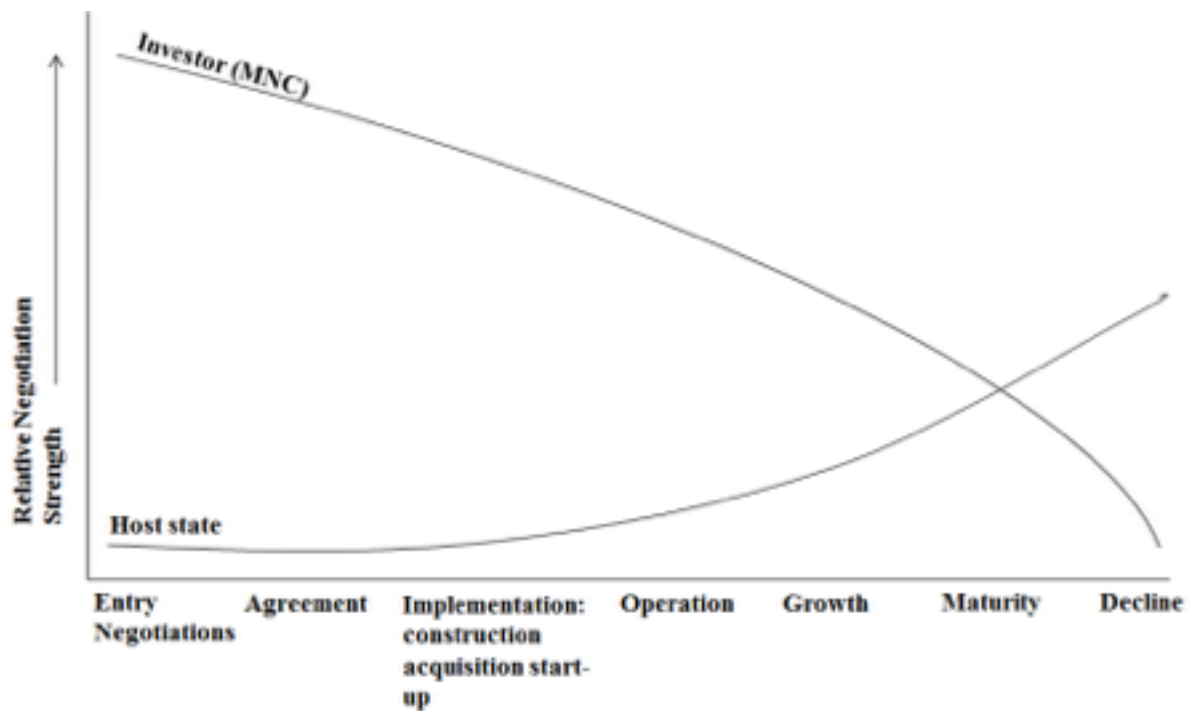 Investor (MNC)
Relative Negotiation
Strength
Host state
Entry
Negotiations
Agreement
Implementation:
construction
acquisition start-
up
Operation
Growth
Maturity
Decline